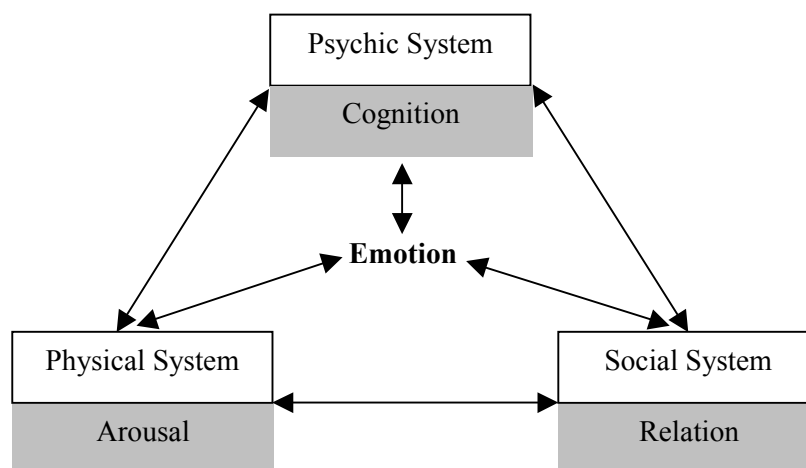 Psychic System
Cognition
Emotion
Physical System
Social System
Arousal
Relation